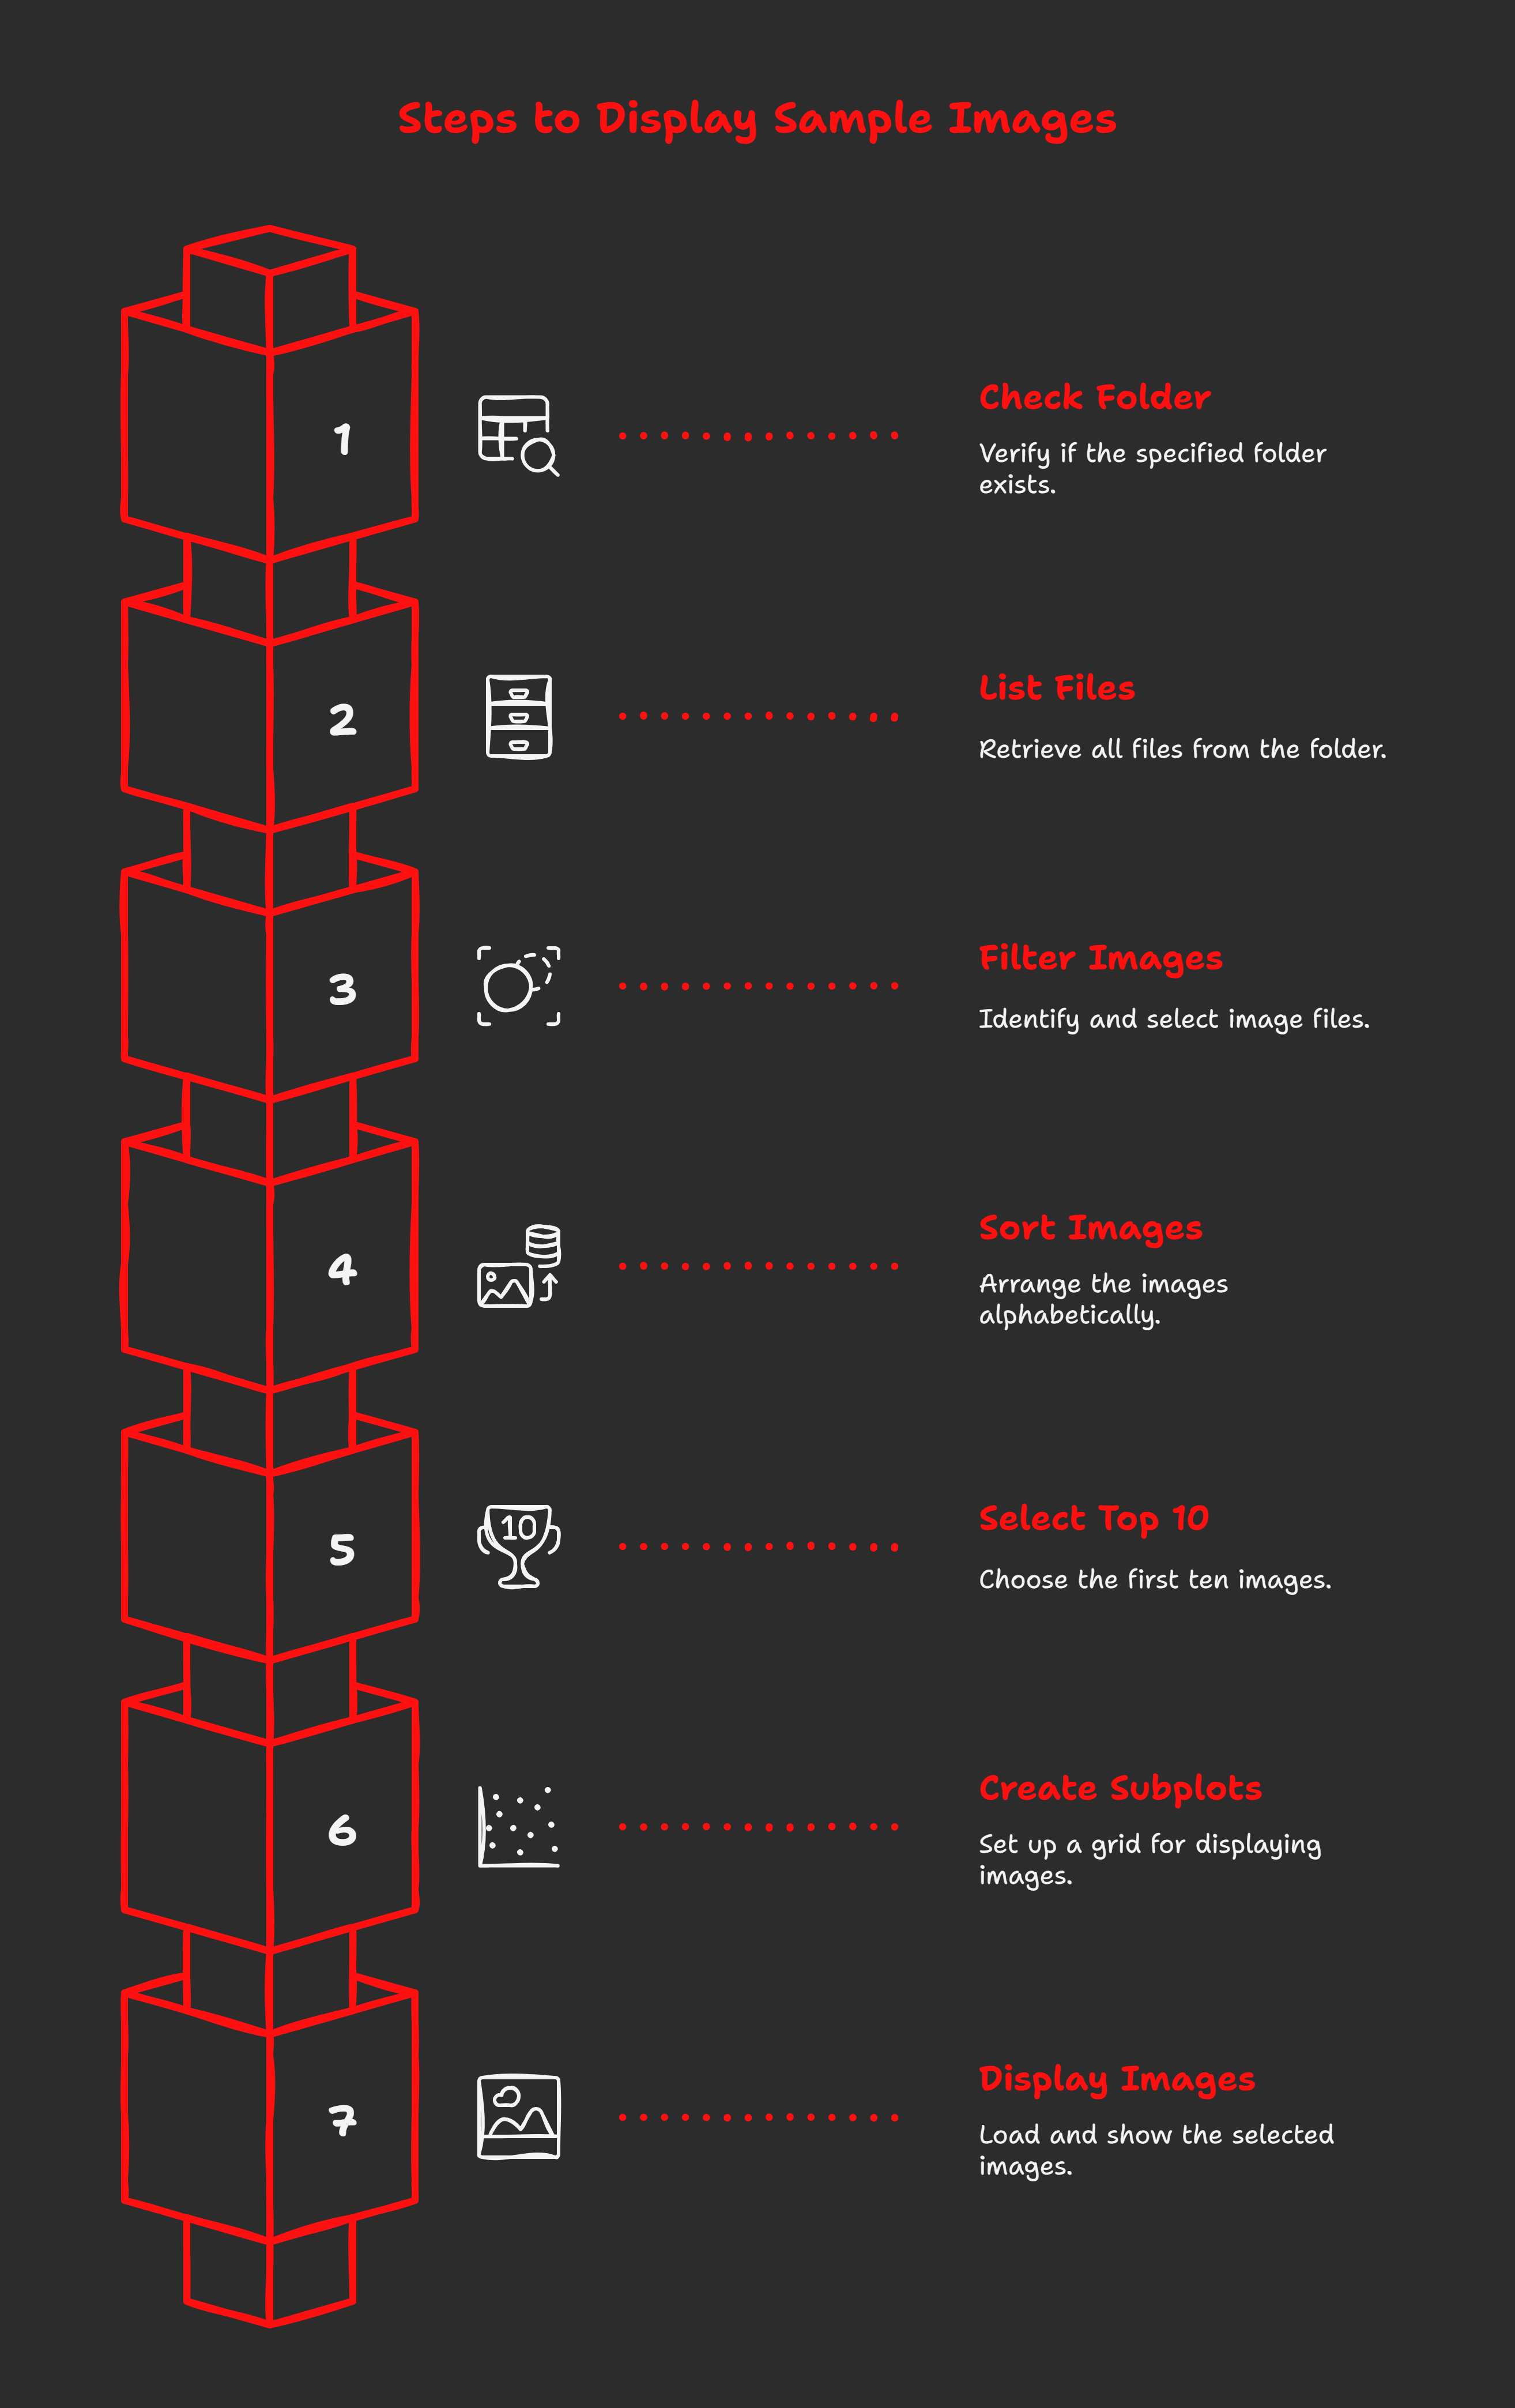 Steps to Display Sample Images
1
Check Folder
Verify if the specified folder
exists.
2
List Files
Retrieve all files from the folder.
3
Filter Images
Identify and select image files.
4
Sort Images
Arrange the images
alphabetically.
5
10
Select Top 10
Choose the first ten images.
6
Create Subplots
Set up a grid for displaying
images.
7
Display Images
Load and show the selected
images.